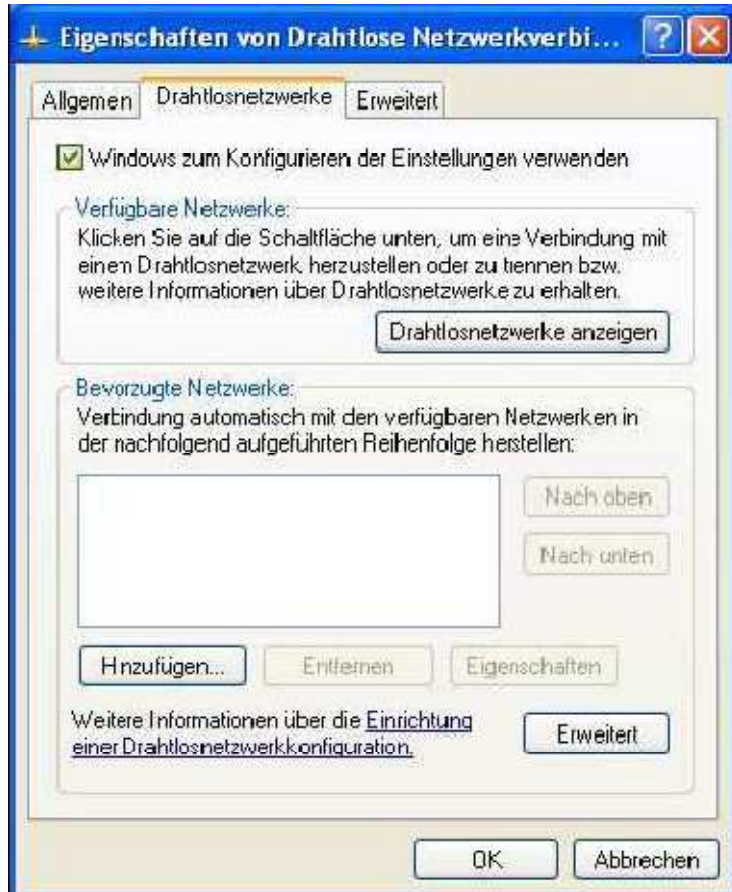 Eigenschaften von Drahtlose Netzwerkverbi...
Allgemen Drahtlosnetzwerke Erweitert
Windows zum Konfigurieren der Einstellungen verwenden
Verfügbare Netzwerke:
Klicken Sie auf die Schaltfläche unten, um eine Verbindung mit
einem Drahtlosnetzwerk herzustellen oder zu trennen bzw.
weitere Informationen über Drahtlosnetzwerke zu erhalten.
Drahtlosnetzwerke anzeigen
Bevorzugte Netzwerke:
Verbindung automatisch mit den verfügbaren Netzwerken in
der nachfolgend aufgeführten Reihenfolge herstellen:
Nach oben
Nach unten
Hnzufügen... Entfernen Eigenschaften
Weitere Informationen über die Einrichtung
einer Drahtlosnetzwerkkonfiguration.
Erweitert
OK Abbrechen